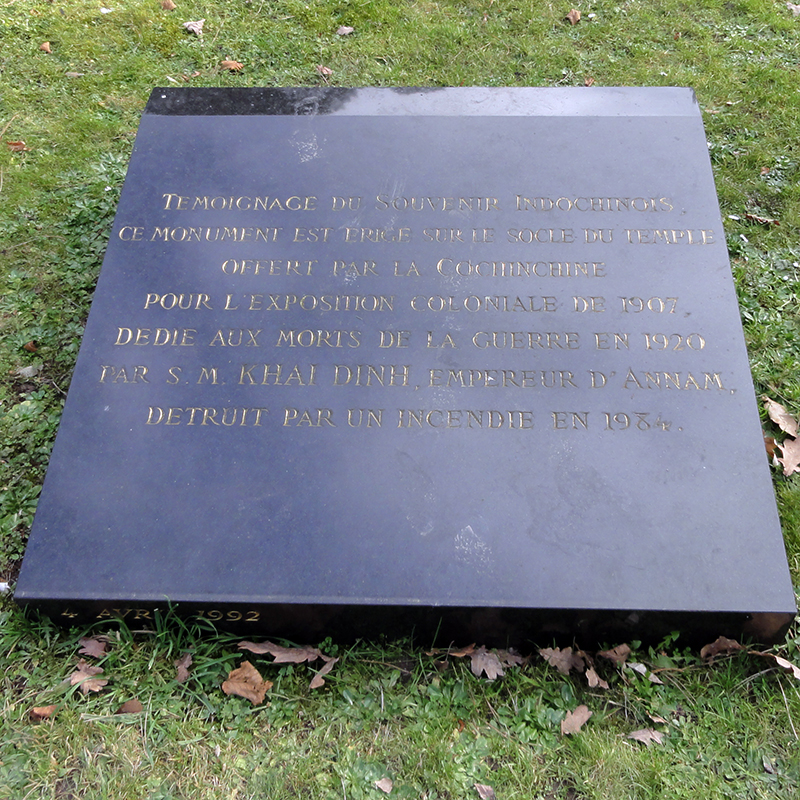 TEMOIGNAGE DU SOUVENIR INDOCHINOIS,
CE MONUMENT EST ERIGE SUR LE SOCLE DU TEMPLE
OFFERT PAR LA COCHINCHINE
POUR L'EXPOSITION COLONIALE DE 1907
DEDIE AUX MORTS DE LA GUERRE EN 1920
PAR S. M. KHAI DINH, EMPEREUR D'ANNAM,
DETRUIT PAR UN INCENDIE EN 1984.
4 AVRIL 1992